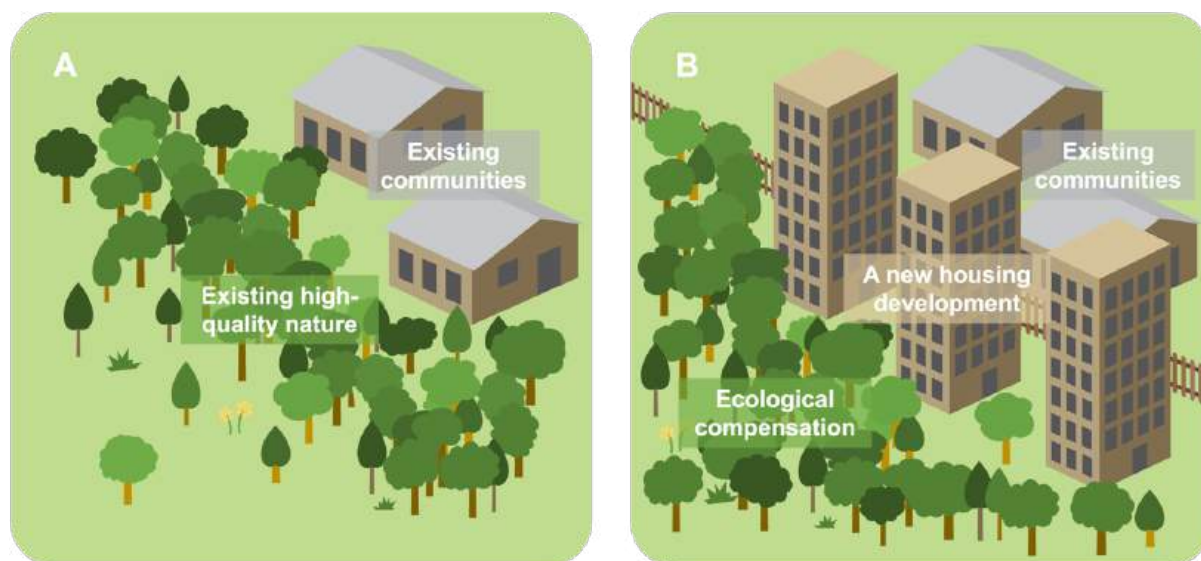 A
Existing
communities
Existing high-
quality nature
B
Existing
communities
A new housing
development
Ecological
compensation